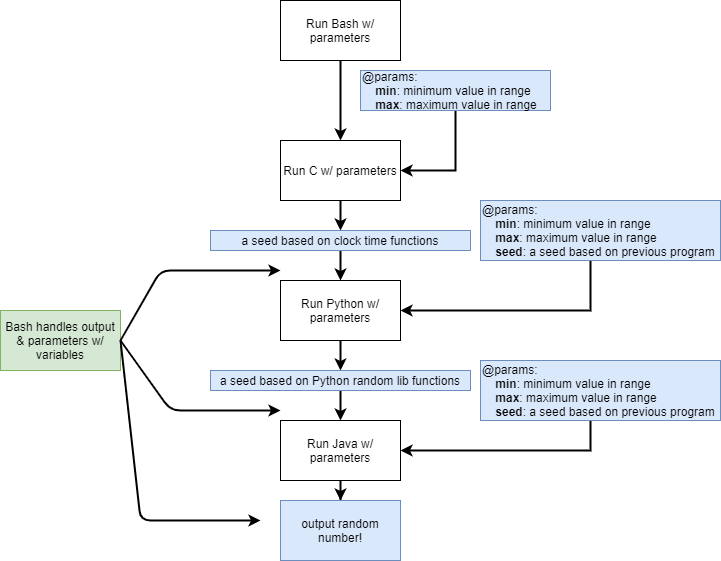 Run Bash w/
parameters
@params:
min: minimum value in range
max: maximum value in range
Run C w/ parameters
a seed based on clock time functions
@params:
min: minimum value in range
max: maximum value in range
seed: a seed based on previous program
Run Python w/
parameters
Bash handles output
& parameters w/
variables
a seed based on Python random lib functions
@params:
min: minimum value in range
max: maximum value in range
seed: a seed based on previous program
Run Java w/
parameters
output random
number!